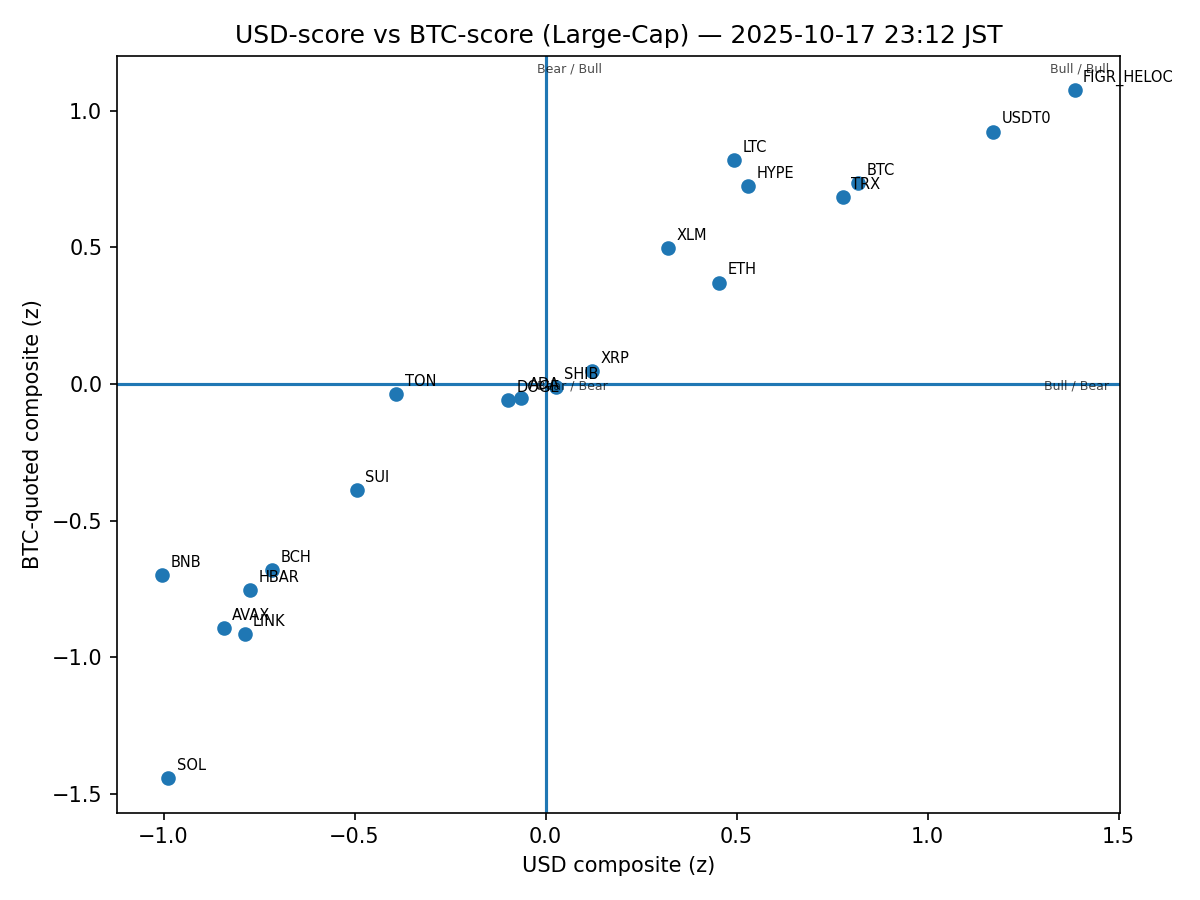 USD-score vs BTC-score (Large-Cap) — 2025-10-17 23:12 JST
Bear / Bull
Bull / Bull
FIGR_HELOC
USDT0
LTC
HYPE
BTC
TRX
XLM
ETH
XRP
SHIB
ADA
DOGE
TON
Bear / Bear
Bull / Bear
SUI
BNB
BCH
HBAR
AVAX
LINK
SOL
1.0
0.5
0.0
−0.5
−1.0
−1.5
BTC-quoted composite (z)
−1.0
−0.5
0.0
0.5
1.0
1.5
USD composite (z)